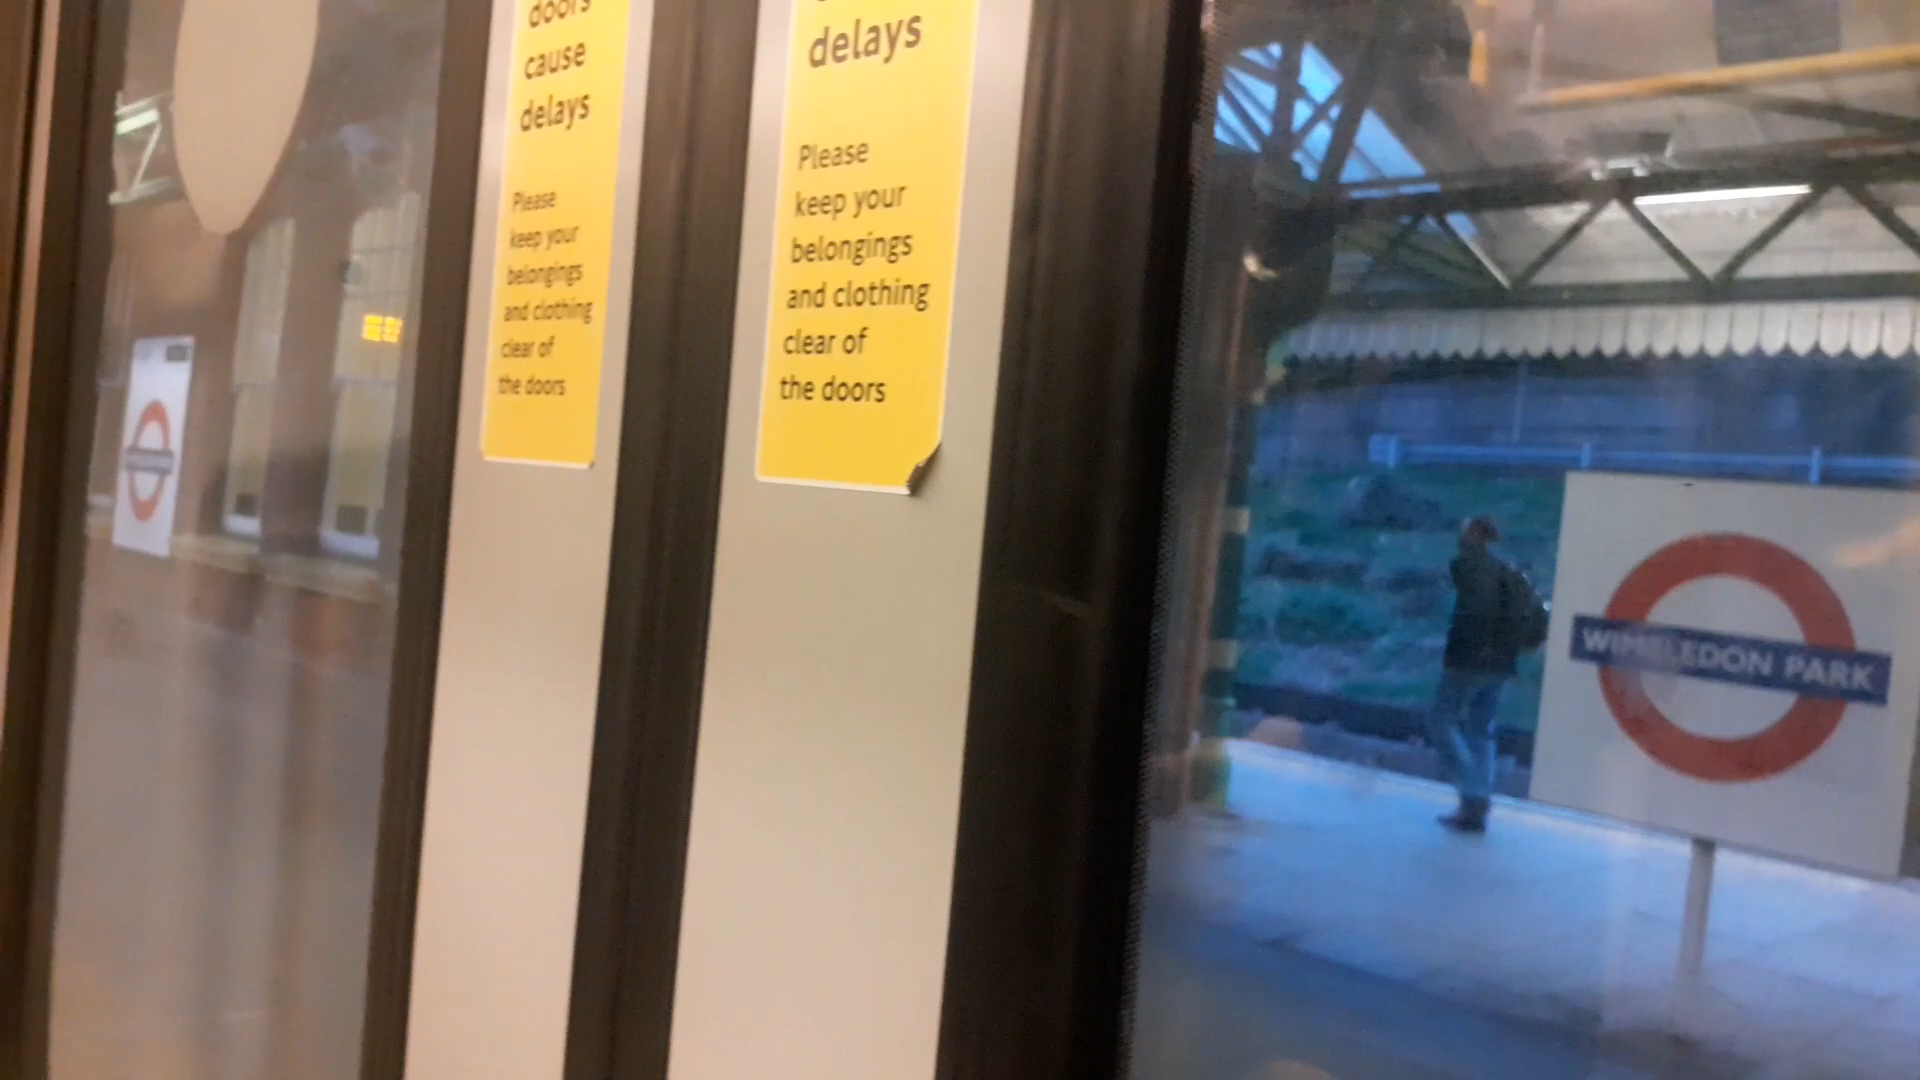 doors
cause
delays
Please
keep your
belongings
and clothing
clear of
the doors
delays
Please
keep your
belongings
and clothing
clear of
the doors
WIMBLEDON PARK